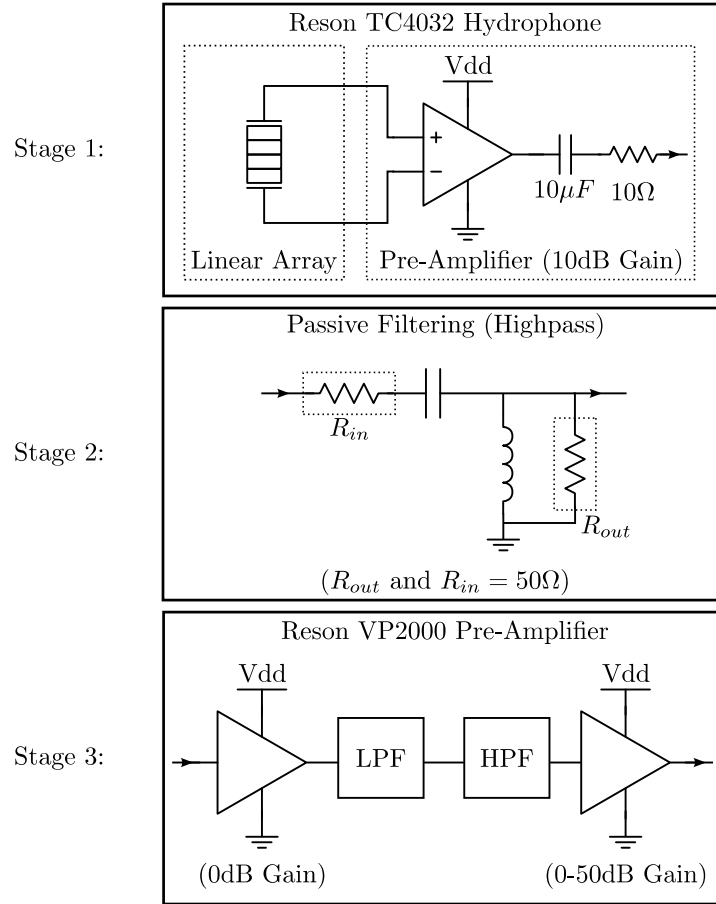 Reson TC4032 Hydrophone
Vdd
Stage 1:
+
−
10μF 10Ω
Linear Array
Pre-Amplifier (10dB Gain)
Passive Filtering (Highpass)
R_in
Stage 2:
R_out
(R_out and R_in = 50Ω)
Reson VP2000 Pre-Amplifier
Vdd Vdd
Stage 3:
LPF HPF
(0dB Gain) (0-50dB Gain)